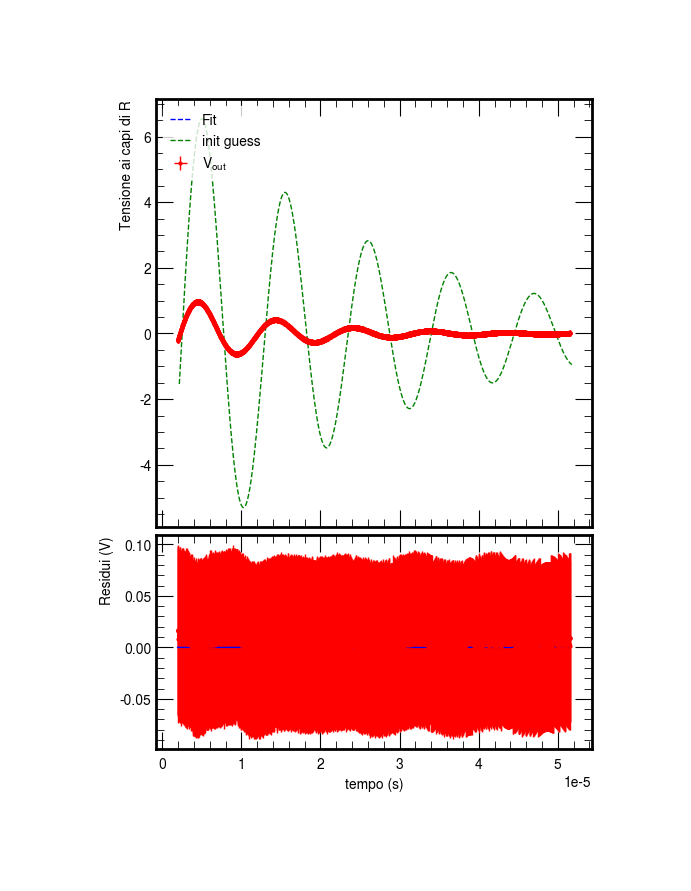 Tensione ai capi di R
Fit
init guess
Vout
6
4
2
0
-2
-4
Residui (V)
0.10
0.05
0.00
-0.05
0 1 2 3 4 5
tempo (s)
1e-5